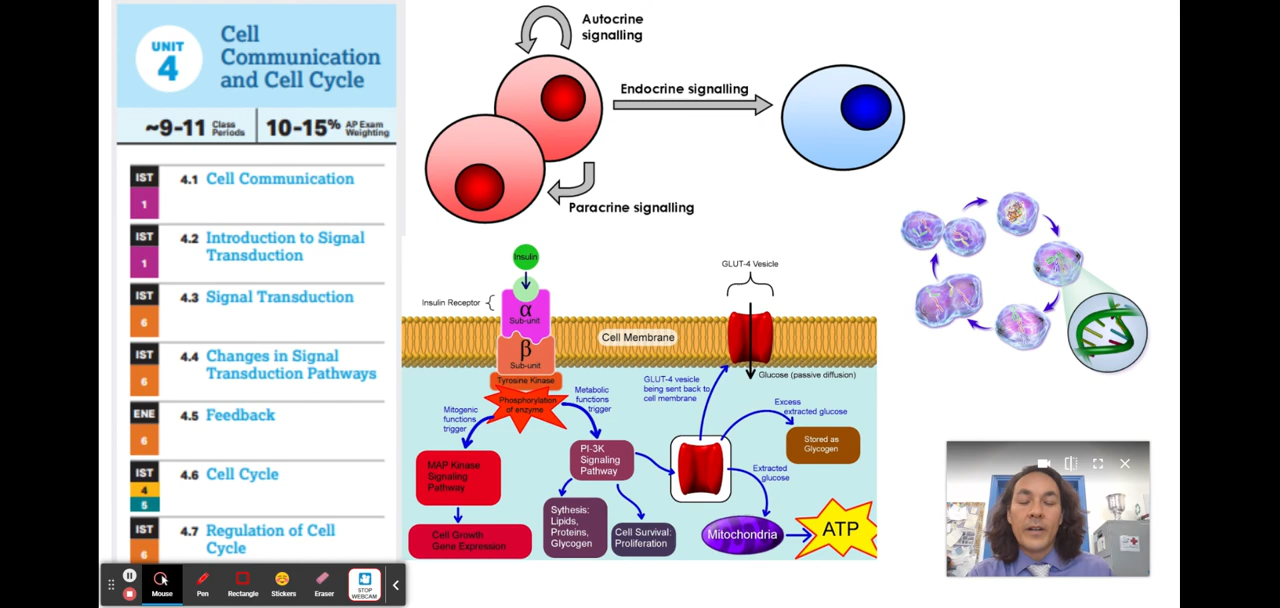 UNIT
4
Cell
Communication
and Cell Cycle
~9-11 Class
Periods
10-15% AP Exam
Weighting
IST
1
4.1 Cell Communication
IST
1
4.2 Introduction to Signal
Transduction
IST
6
4.3 Signal Transduction
IST
6
4.4 Changes in Signal
Transduction Pathways
ENE
6
4.5 Feedback
IST
4
5
4.6 Cell Cycle
IST
6
4.7 Regulation of Cell
Cycle
Mouse
Pen
Rectangle
Stickers
Eraser
STOP
WEBCAM
Autocrine
signalling
Endocrine signalling
Paracrine signalling
Insulin
Insulin Receptor
α
Sub-unit
β
Sub-unit
Tyrosine Kinase
Phosphorylation
of enzyme
Cell Membrane
GLUT-4 Vesicle
Glucose (passive diffusion)
GLUT-4 vesicle
being sent back to
cell membrane
Mitogenic
functions
trigger
Metabolic
functions
trigger
Excess
extracted glucose
Stored as
Glycogen
MAP Kinase
Signaling
Pathway
PI-3K
Signaling
Pathway
Extracted
glucose
Cell Growth
Gene Expression
Sythesis:
Lipids,
Proteins,
Glycogen
Cell Survival:
Proliferation
Mitochondria
ATP